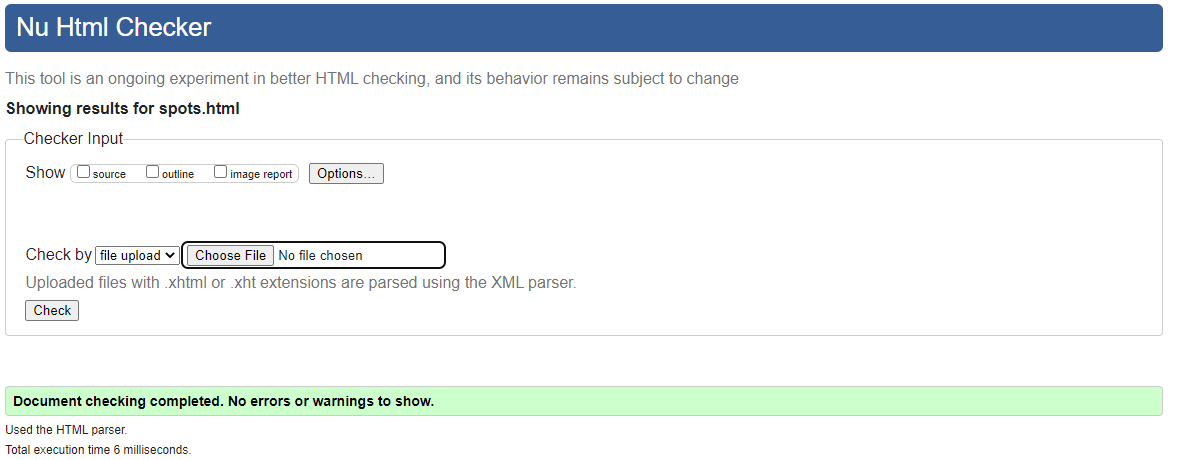 Nu Html Checker
This tool is an ongoing experiment in better HTML checking, and its behavior remains subject to change
Showing results for spots.html
Checker Input
Show source outline image report Options...
Check by file upload Choose File No file chosen
Uploaded files with .xhtml or .xht extensions are parsed using the XML parser.
Check
Document checking completed. No errors or warnings to show.
Used the HTML parser.
Total execution time 6 milliseconds.